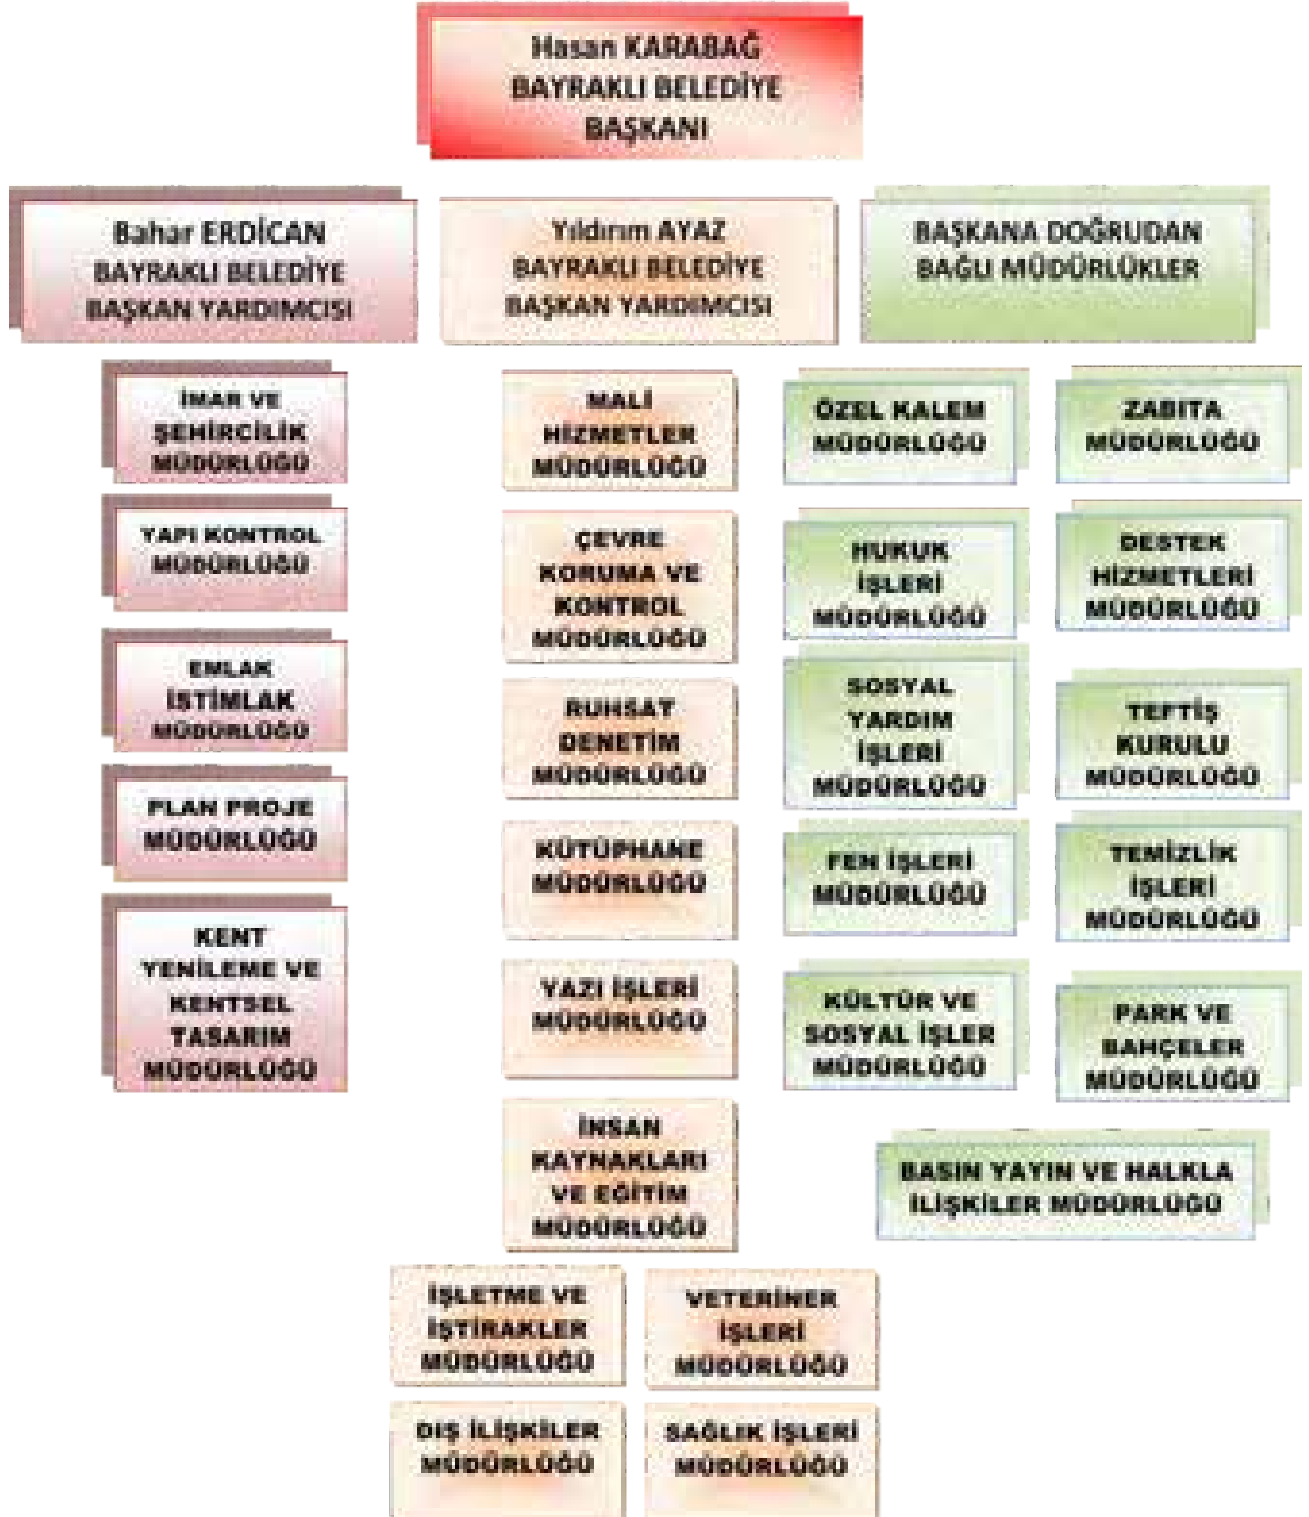 Hasan KARABAĞ
BAYRAKLI BELEDİYE
BAŞKANI
Bahar ERDİCAN
BAYRAKLI BELEDİYE
BAŞKAN YARDIMCISI
Yıldırım AYAZ
BAYRAKLI BELEDİYE
BAŞKAN YARDIMCISI
BAŞKANA DOĞRUDAN
BAĞLI MÜDÜRLÜKLER
İMAR VE
ŞEHİRCİLİK
MÜDÜRLÜĞÜ
YAPI KONTROL
MÜDÜRLÜĞÜ
EMLAK
İSTİMLAK
MÜDÜRLÜĞÜ
PLAN PROJE
MÜDÜRLÜĞÜ
KENT
YENİLEME VE
KENTSEL
TASARIM
MÜDÜRLÜĞÜ
MALİ
HİZMETLER
MÜDÜRLÜĞÜ
ÇEVRE
KORUMA VE
KONTROL
MÜDÜRLÜĞÜ
RUHSAT
DENETİM
MÜDÜRLÜĞÜ
KÜTÜPHANE
MÜDÜRLÜĞÜ
YAZI İŞLERİ
MÜDÜRLÜĞÜ
İNSAN
KAYNAKLARI
VE EĞİTİM
MÜDÜRLÜĞÜ
İŞLETME VE
İŞTİRAKLER
MÜDÜRLÜĞÜ
VETERİNER
İŞLERİ
MÜDÜRLÜĞÜ
DIŞ İLİŞKİLER
MÜDÜRLÜĞÜ
SAĞLIK İŞLERİ
MÜDÜRLÜĞÜ
ÖZEL KALEM
MÜDÜRLÜĞÜ
HUKUK
İŞLERİ
MÜDÜRLÜĞÜ
SOSYAL
YARDIM
İŞLERİ
MÜDÜRLÜĞÜ
FEN İŞLERİ
MÜDÜRLÜĞÜ
KÜLTÜR VE
SOSYAL İŞLER
MÜDÜRLÜĞÜ
ZABITA
MÜDÜRLÜĞÜ
DESTEK
HİZMETLERİ
MÜDÜRLÜĞÜ
TEFTİŞ
KURULU
MÜDÜRLÜĞÜ
TEMİZLİK
İŞLERİ
MÜDÜRLÜĞÜ
PARK VE
BAHÇELER
MÜDÜRLÜĞÜ
BASIN YAYIN VE HALKLA
İLİŞKİLER MÜDÜRLÜĞÜ